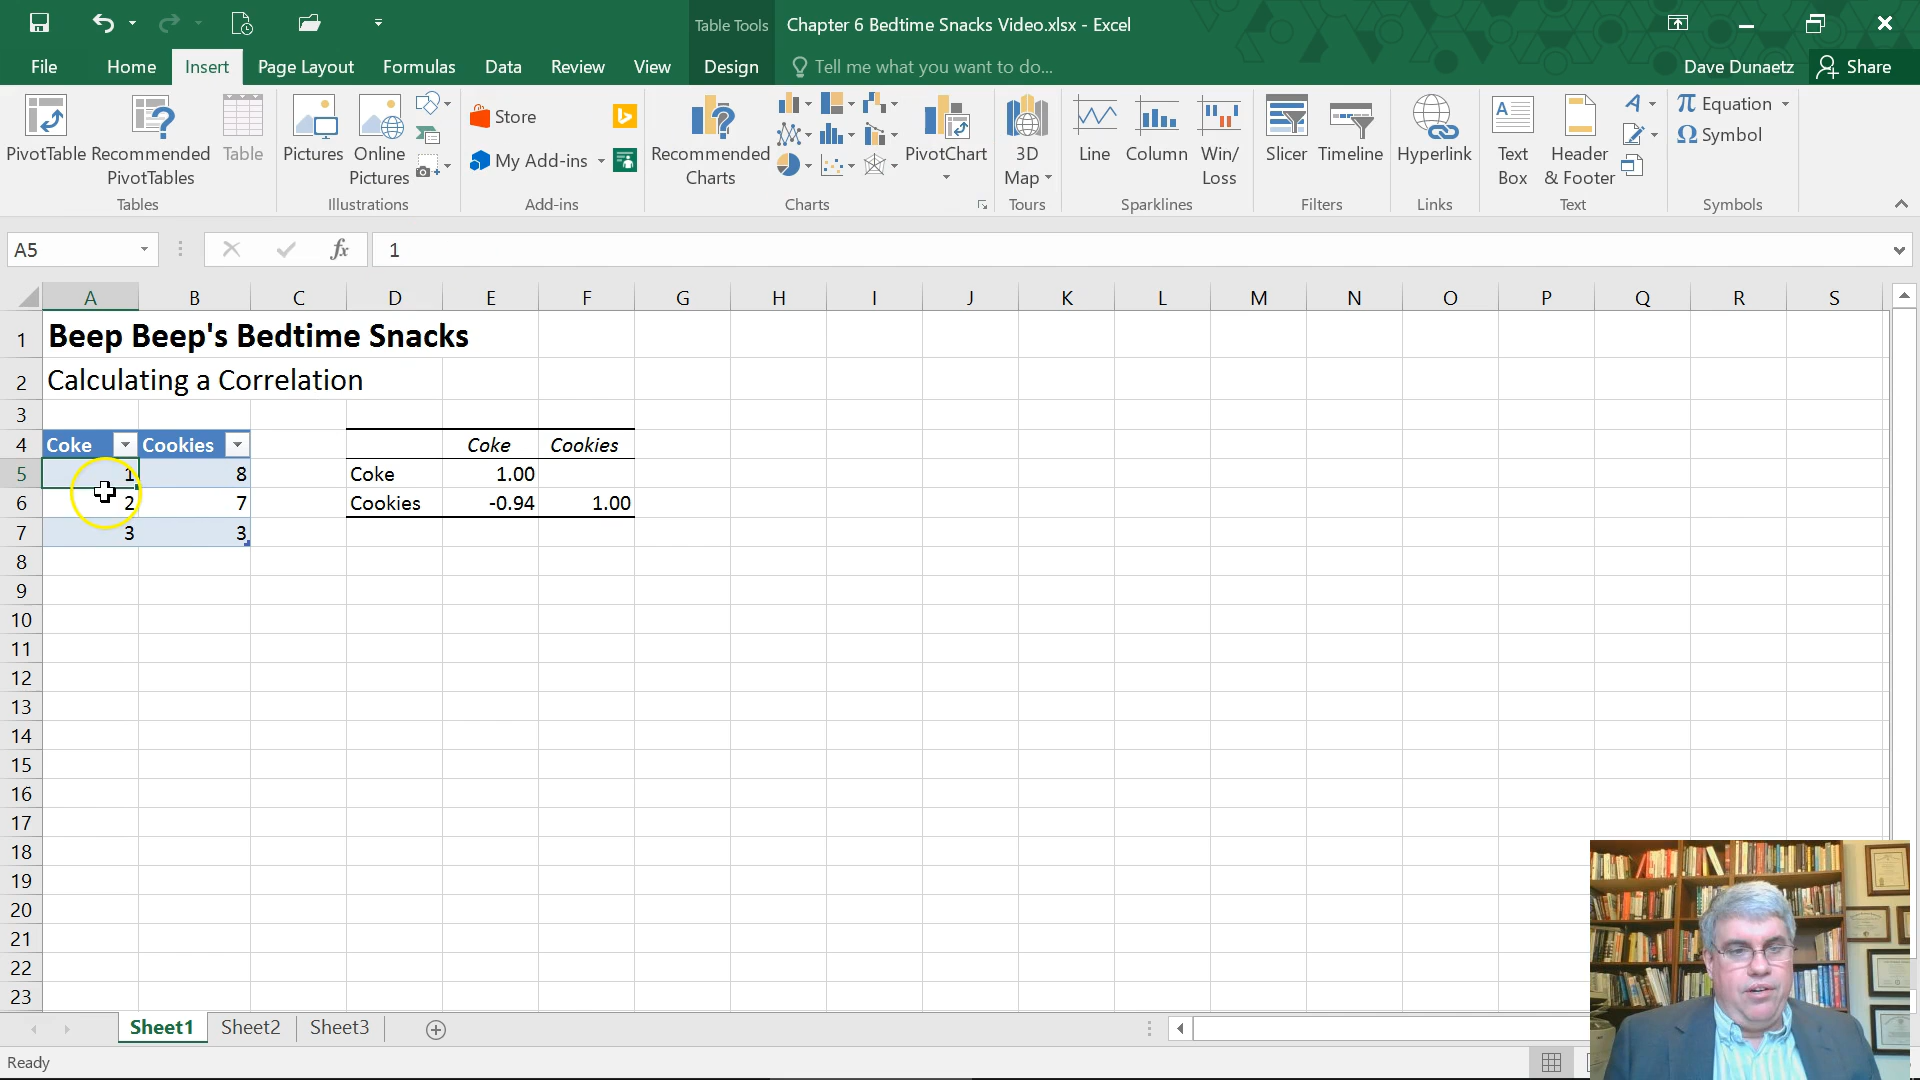 Table Tools
Chapter 6 Bedtime Snacks Video.xlsx - Excel
File Home Insert Page Layout Formulas Data Review View Design Tell me what you want to do... Dave Dunaetz Share
PivotTable Recommended PivotTables Table
Pictures Online Pictures
Store
My Add-ins
Recommended Charts
PivotChart
3D Map
Line Column Win/Loss
Slicer Timeline
Hyperlink
Text Box
Header & Footer
Equation
Symbol
Tables Illustrations Add-ins Charts Tours Sparklines Filters Links Text Symbols
A5 fx 1
A B C D E F G H I J K L M N O P Q R S
1 Beep Beep's Bedtime Snacks
2 Calculating a Correlation
3
4 Coke Cookies Coke Cookies
5 1 8 Coke 1.00
6 2 7 Cookies -0.94 1.00
7 3 3
8
9
10
11
12
13
14
15
16
17
18
19
20
21
22
23
Sheet1 Sheet2 Sheet3
Ready